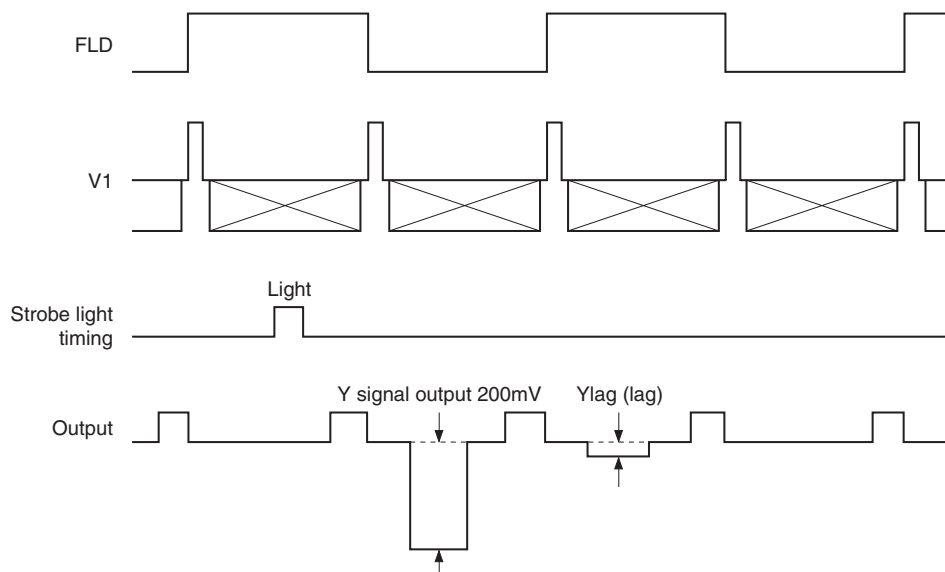 FLD
V1
Light
Strobe light
timing
Y signal output 200mV
Ylag (lag)
Output